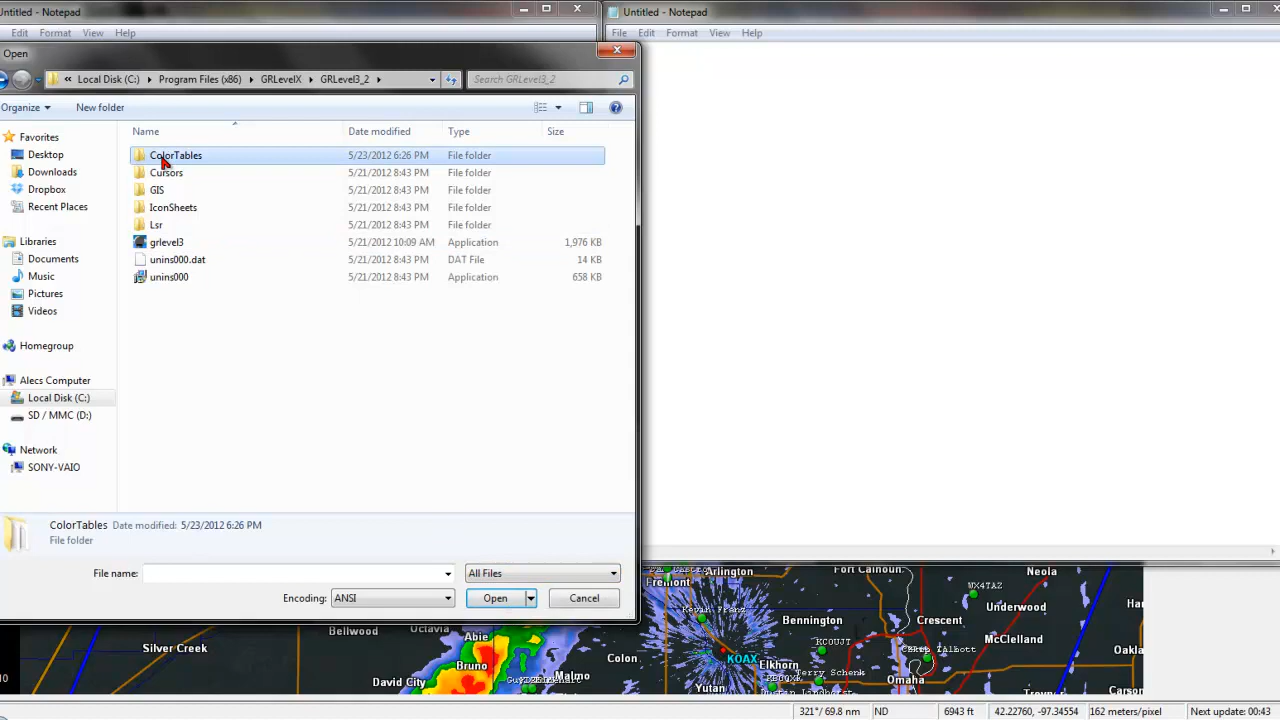 Untitled - Notepad
Untitled - Notepad
Edit Format View Help
File Edit Format View Help
Open
« Local Disk (C:) Program Files (x86) GRLevelX GRLevel3_2
Search GRLevel3_2
Organize New folder
Name Date modified Type Size
Favorites
Desktop
Downloads
Dropbox
Recent Places
Libraries
Documents
Music
Pictures
Videos
Homegroup
Alecs Computer
Local Disk (C:)
SD / MMC (D:)
Network
SONY-VAIO
ColorTables 5/23/2012 6:26 PM File folder
Cursors 5/21/2012 8:43 PM File folder
GIS 5/21/2012 8:43 PM File folder
IconSheets 5/21/2012 8:43 PM File folder
Lsr 5/21/2012 8:43 PM File folder
grlevel3 5/21/2012 10:09 AM Application 1,976 KB
unins000.dat 5/21/2012 8:43 PM DAT File 14 KB
unins000 5/21/2012 8:43 PM Application 658 KB
ColorTables Date modified: 5/23/2012 6:26 PM
File folder
File name: All Files
Encoding: ANSI Open Cancel
Arlington
Fort Calhoun
Neola
Fremont
WX4TAZ
Kevin Franz
Underwood
Bennington
Crescent
KC0UJT
McClelland
Bellwood
Octavia
Abie
Silver Creek
Bruno
Colon
KOAX
Elkhorn
Terry Schenk
Talbott
Oakla
Malmo
David City
Yutan
Omaha
Carson
321°/ 69.8 nm ND 6943 ft 42.22760, -97.34554 162 meters/pixel Next update: 00:43